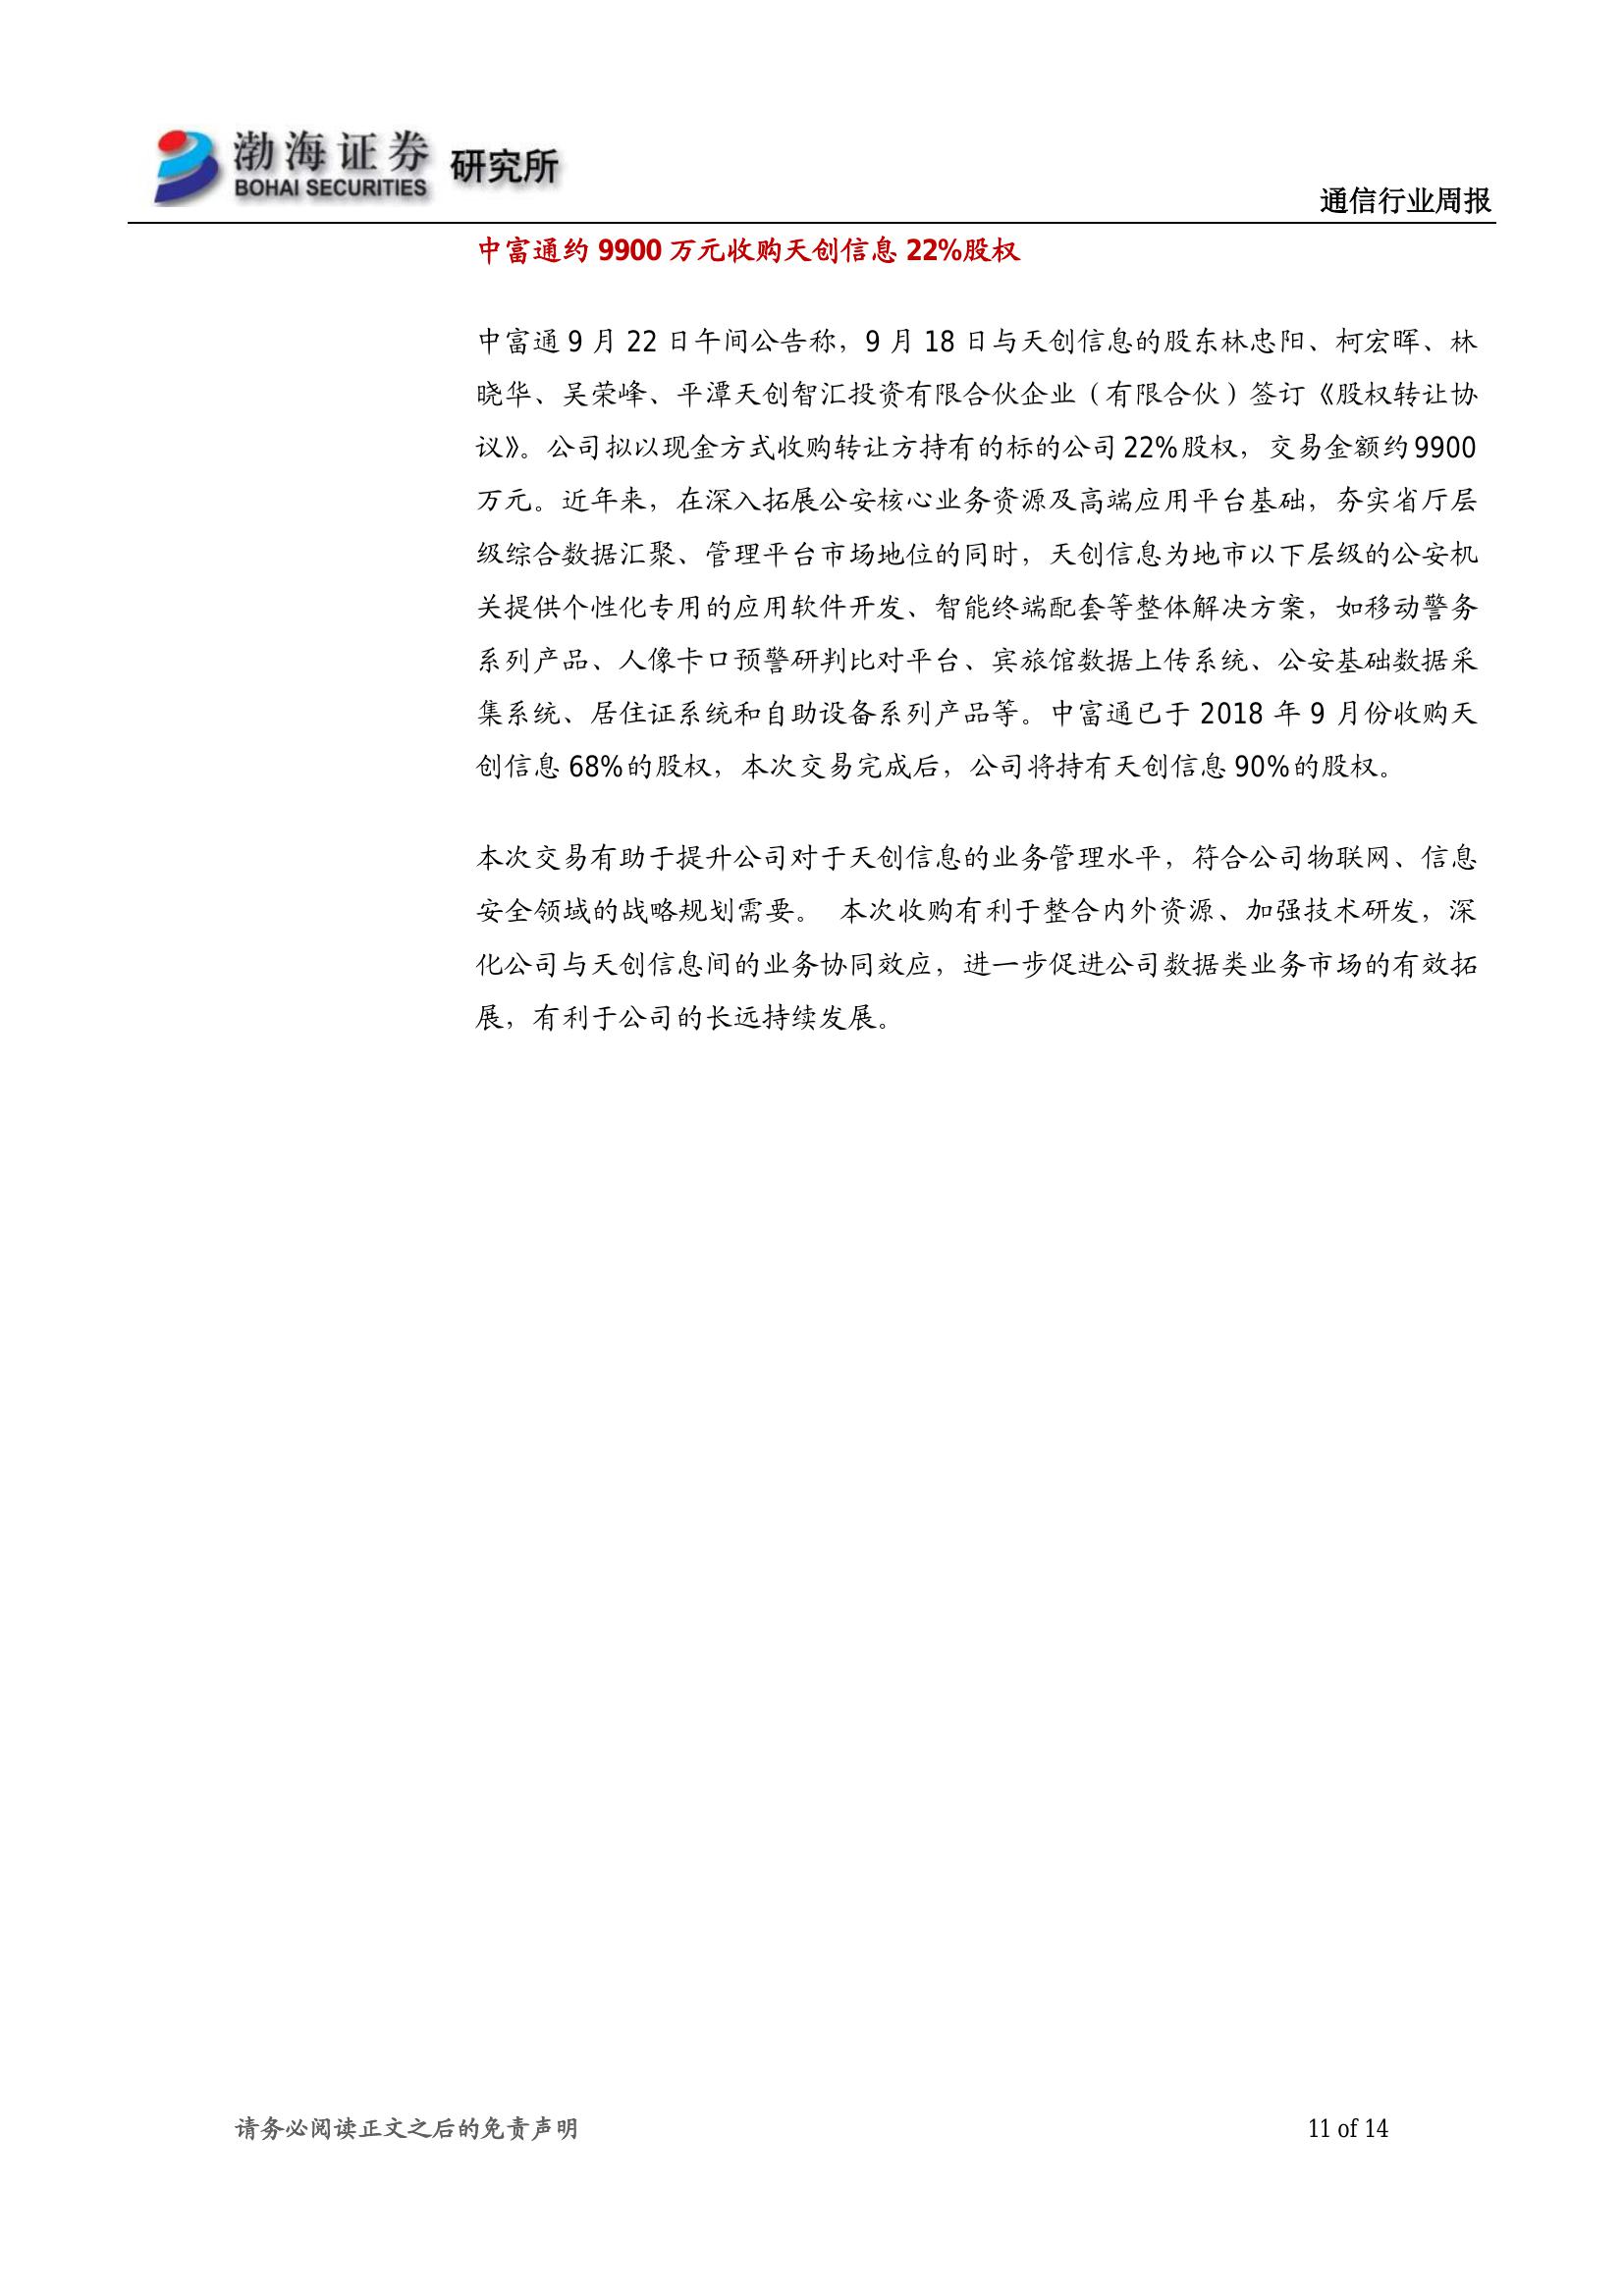 渤海证券
BOHAI SECURITIES
研究所
通信行业周报
中富通约 9900 万元收购天创信息 22%股权
中富通 9 月 22 日午间公告称，9 月 18 日与天创信息的股东林忠阳、柯宏晖、林
晓华、吴荣峰、平潭天创智汇投资有限合伙企业（有限合伙）签订《股权转让协
议》。公司拟以现金方式收购转让方持有的标的公司 22%股权，交易金额约 9900
万元。近年来，在深入拓展公安核心业务资源及高端应用平台基础，夯实省厅层
级综合数据汇聚、管理平台市场地位的同时，天创信息为地市以下层级的公安机
关提供个性化专用的应用软件开发、智能终端配套等整体解决方案，如移动警务
系列产品、人像卡口预警研判比对平台、宾旅馆数据上传系统、公安基础数据采
集系统、居住证系统和自助设备系列产品等。中富通已于 2018 年 9 月份收购天
创信息 68%的股权，本次交易完成后，公司将持有天创信息 90%的股权。
本次交易有助于提升公司对于天创信息的业务管理水平，符合公司物联网、信息
安全领域的战略规划需要。 本次收购有利于整合内外资源、加强技术研发，深
化公司与天创信息间的业务协同效应，进一步促进公司数据类业务市场的有效拓
展，有利于公司的长远持续发展。
请务必阅读正文之后的免责声明
11 of 14